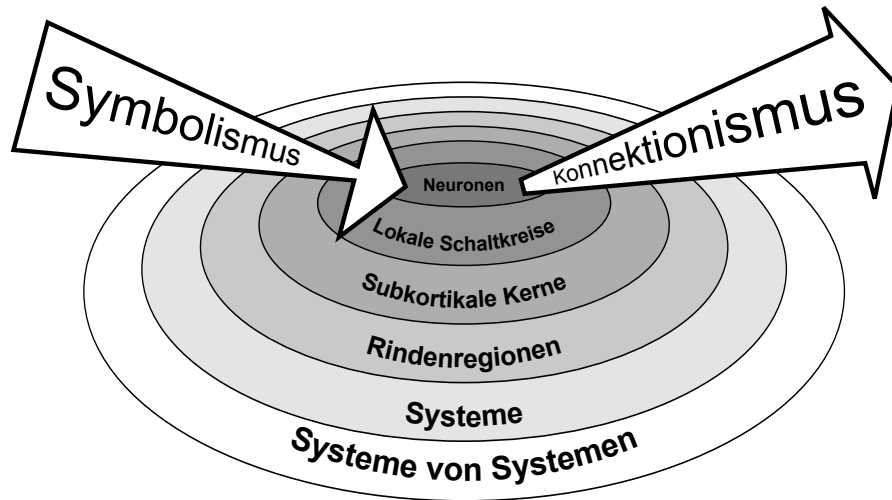 Symbolismus
Konnektionismus
Neuronen
Lokale Schaltkreise
Subkortikale Kerne
Rindenregionen
Systeme
Systeme von Systemen